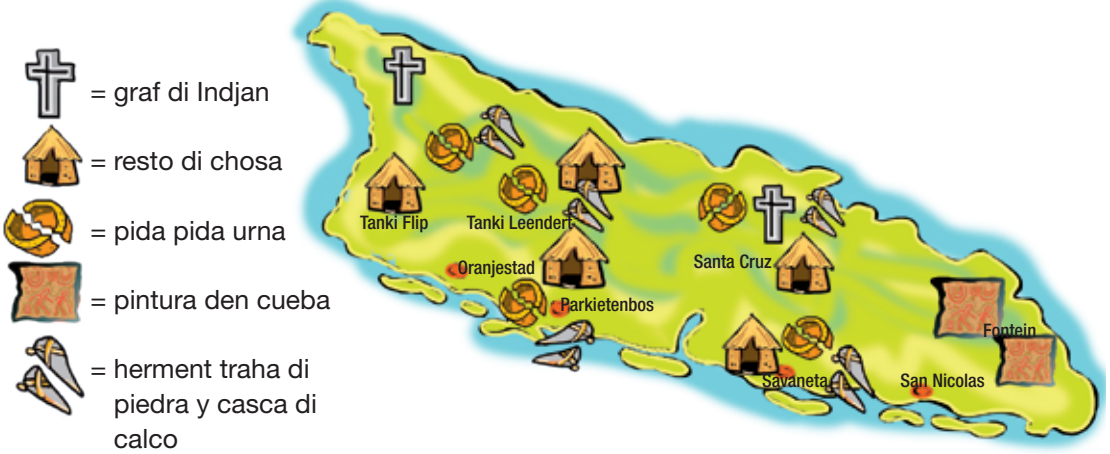 = graf di Indjan
= resto di chosa
= pida pida urna
= pintura den cueba
= herment traha di
piedra y casca di
calco
Tanki Flip
Tanki Leendert
Santa Cruz
Oranjestad
Parkietenbos
Fontein
Savaneta
San Nicolas